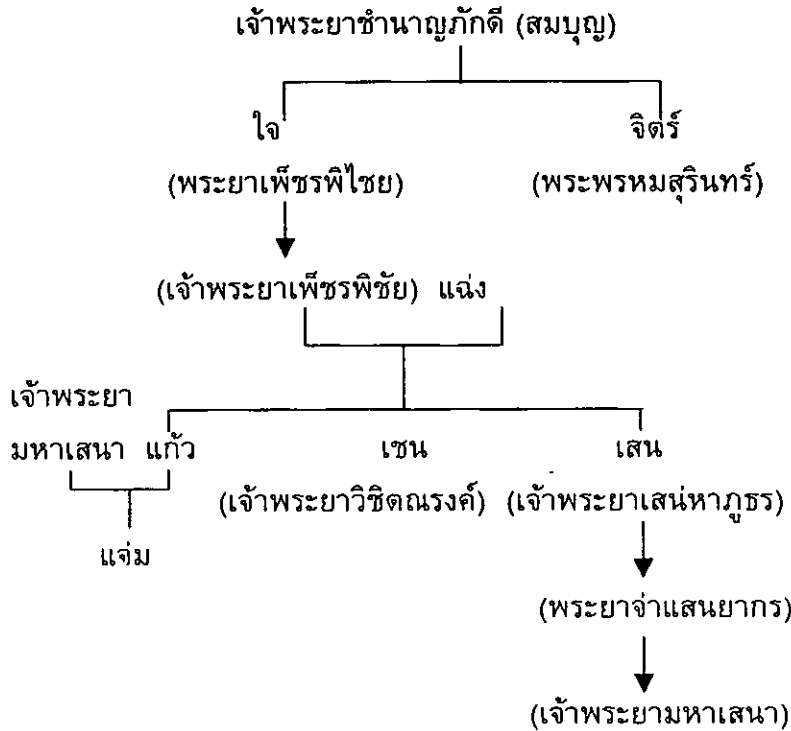 เจ้าพระยาชำนาญภักดี (สมบุญ)
ใจ จิตร์
(พระยาเพ็ชรพิไชย) (พระพรหมสุรินทร์)
(เจ้าพระยาเพ็ชรพิชัย) แฉ่ง
เจ้าพระยา
มหาเสนา แก้ว เชน เสน
(เจ้าพระยาวิชิตณรงค์) (เจ้าพระยาเสน่หาภูธร)
แจ่ม
(พระยาจ่าแสนยากร)
(เจ้าพระยามหาเสนา)